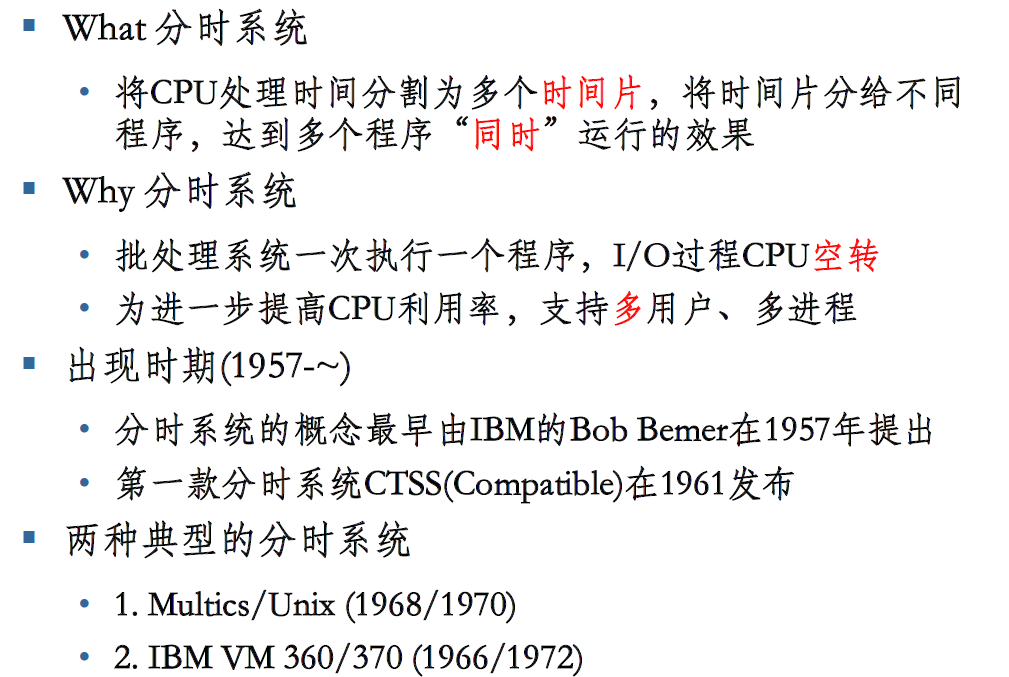 What 分时系统
将CPU处理时间分割为多个时间片，将时间片分给不同
程序，达到多个程序“同时”运行的效果
Why 分时系统
批处理系统一次执行一个程序，I/O过程CPU空转
为进一步提高CPU利用率，支持多用户、多进程
出现时期(1957-~)
分时系统的概念最早由IBM的Bob Bemer在1957年提出
第一款分时系统CTSS(Compatible)在1961发布
两种典型的分时系统
1. Multics/Unix (1968/1970)
2. IBM VM 360/370 (1966/1972)